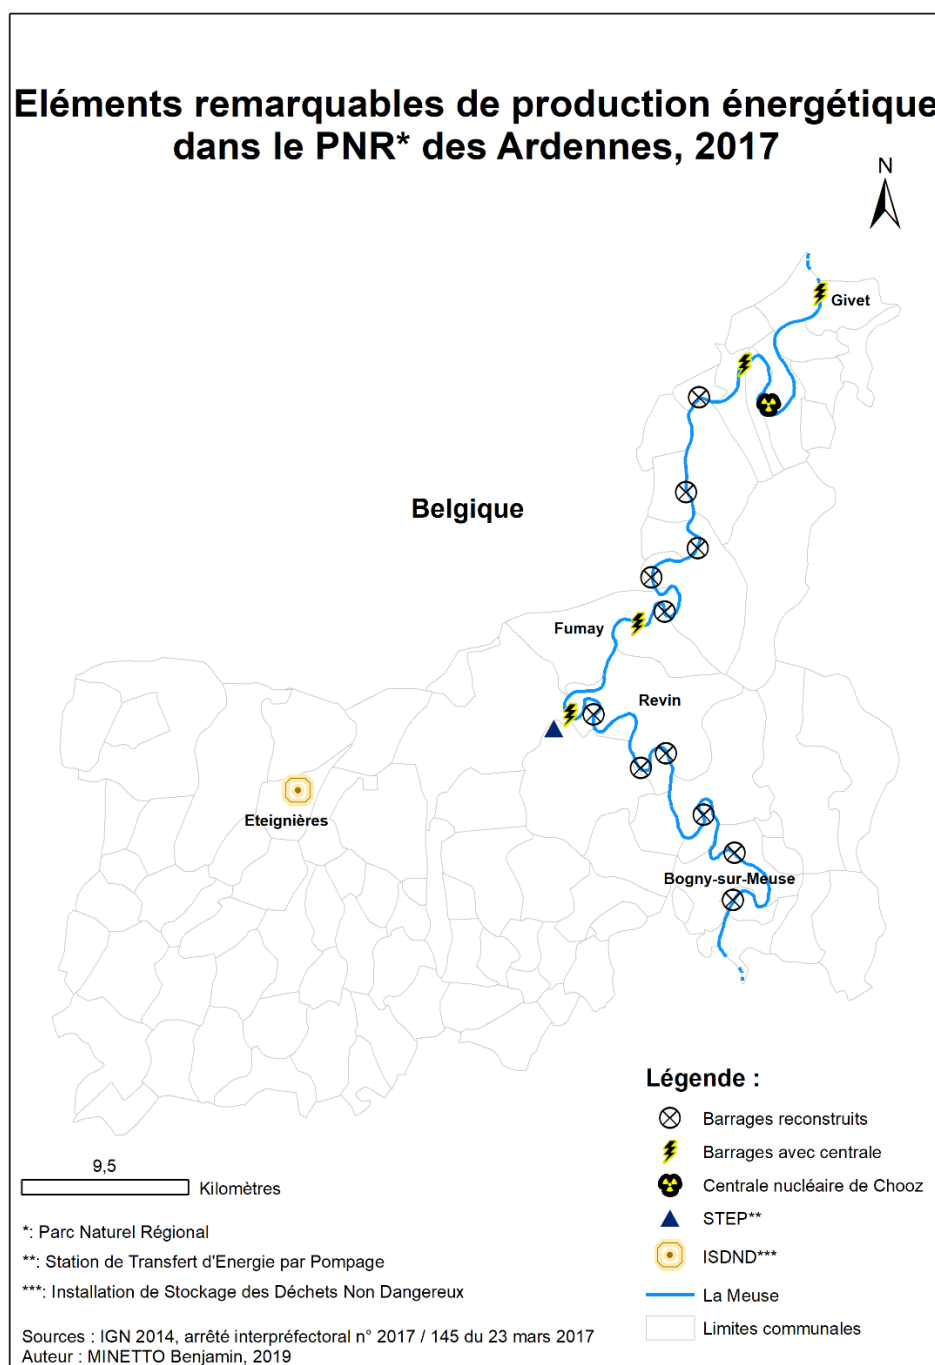 Eléments remarquables de production énergétique
dans le PNR* des Ardennes, 2017
N
Givet
Belgique
Fumay
Revin
Eteignières
Bogny-sur-Meuse
Légende :
Barrages reconstruits
Barrages avec centrale
Centrale nucléaire de Chooz
STEP**
ISDND***
La Meuse
Limites communales
9,5
Kilomètres
*: Parc Naturel Régional
**: Station de Transfert d'Energie par Pompage
***: Installation de Stockage des Déchets Non Dangereux
Sources : IGN 2014, arrêté interpréfectoral n° 2017 / 145 du 23 mars 2017
Auteur : MINETTO Benjamin, 2019